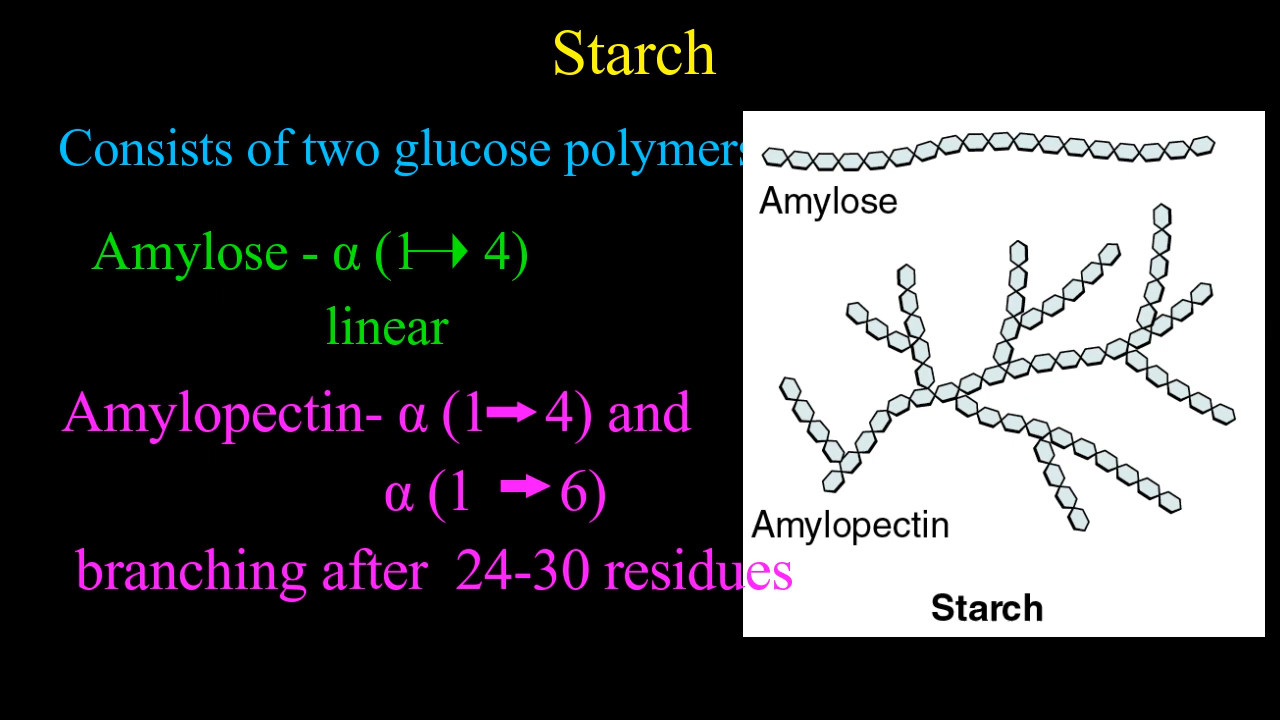 Starch
Consists of two glucose polymers
Amylose - α (1→ 4)
linear
Amylopectin- α (1→4) and
α (1 →6)
branching after 24-30 residues
Amylose
Amylopectin
Starch